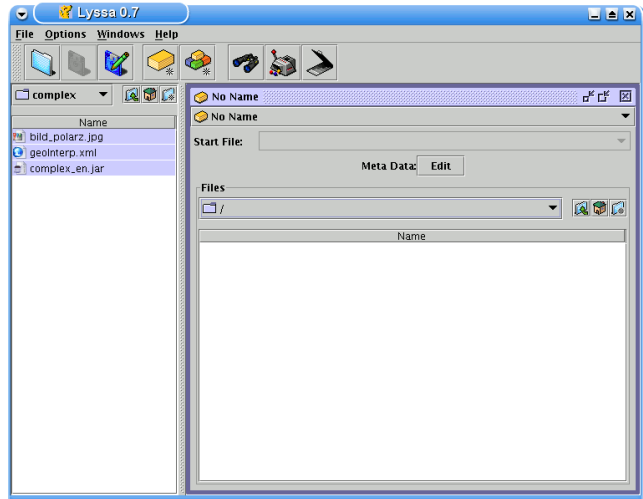 Lyssa 0.7
File Options Windows Help
complex
Name
bild_polarz.jpg
geoInterp.xml
complex_en.jar
No Name
No Name
Start File:
Meta Data: Edit
Files
/
Name